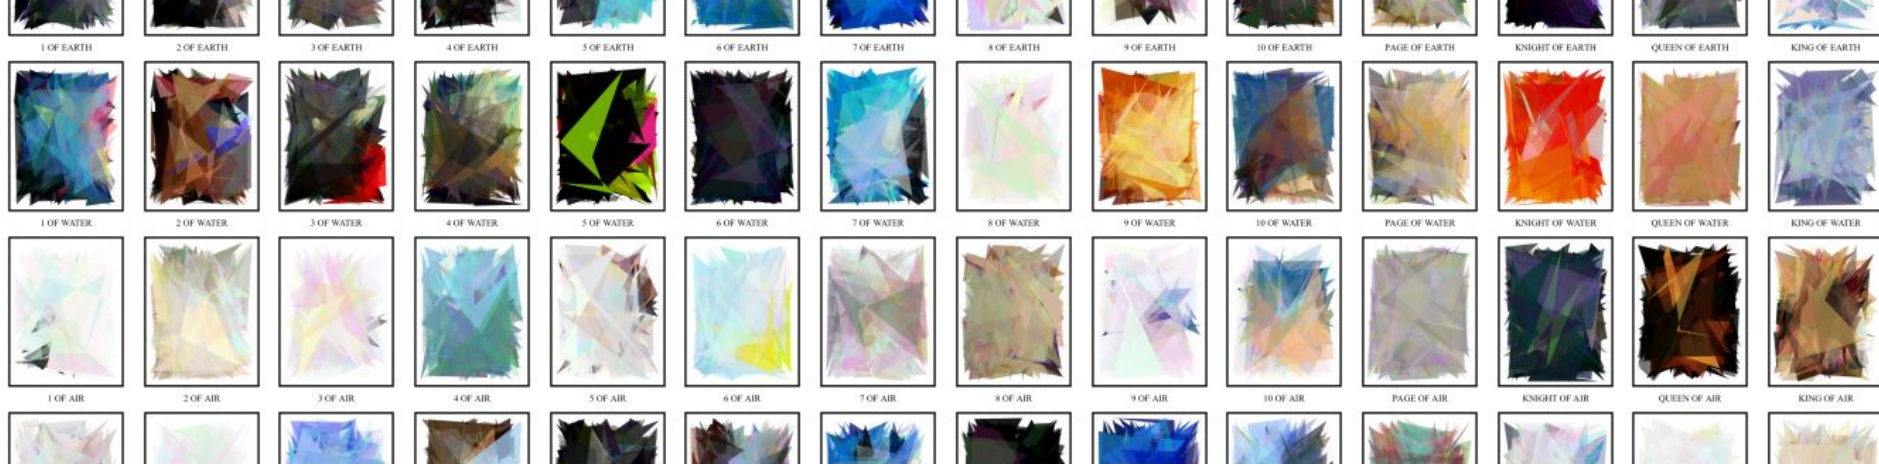 1 OF EARTH 2 OF EARTH 3 OF EARTH 4 OF EARTH 5 OF EARTH 6 OF EARTH 7 OF EARTH 8 OF EARTH 9 OF EARTH 10 OF EARTH PAGE OF EARTH KNIGHT OF EARTH QUEEN OF EARTH KING OF EARTH
1 OF WATER 2 OF WATER 3 OF WATER 4 OF WATER 5 OF WATER 6 OF WATER 7 OF WATER 8 OF WATER 9 OF WATER 10 OF WATER PAGE OF WATER KNIGHT OF WATER QUEEN OF WATER KING OF WATER
1 OF AIR 2 OF AIR 3 OF AIR 4 OF AIR 5 OF AIR 6 OF AIR 7 OF AIR 8 OF AIR 9 OF AIR 10 OF AIR PAGE OF AIR KNIGHT OF AIR QUEEN OF AIR KING OF AIR